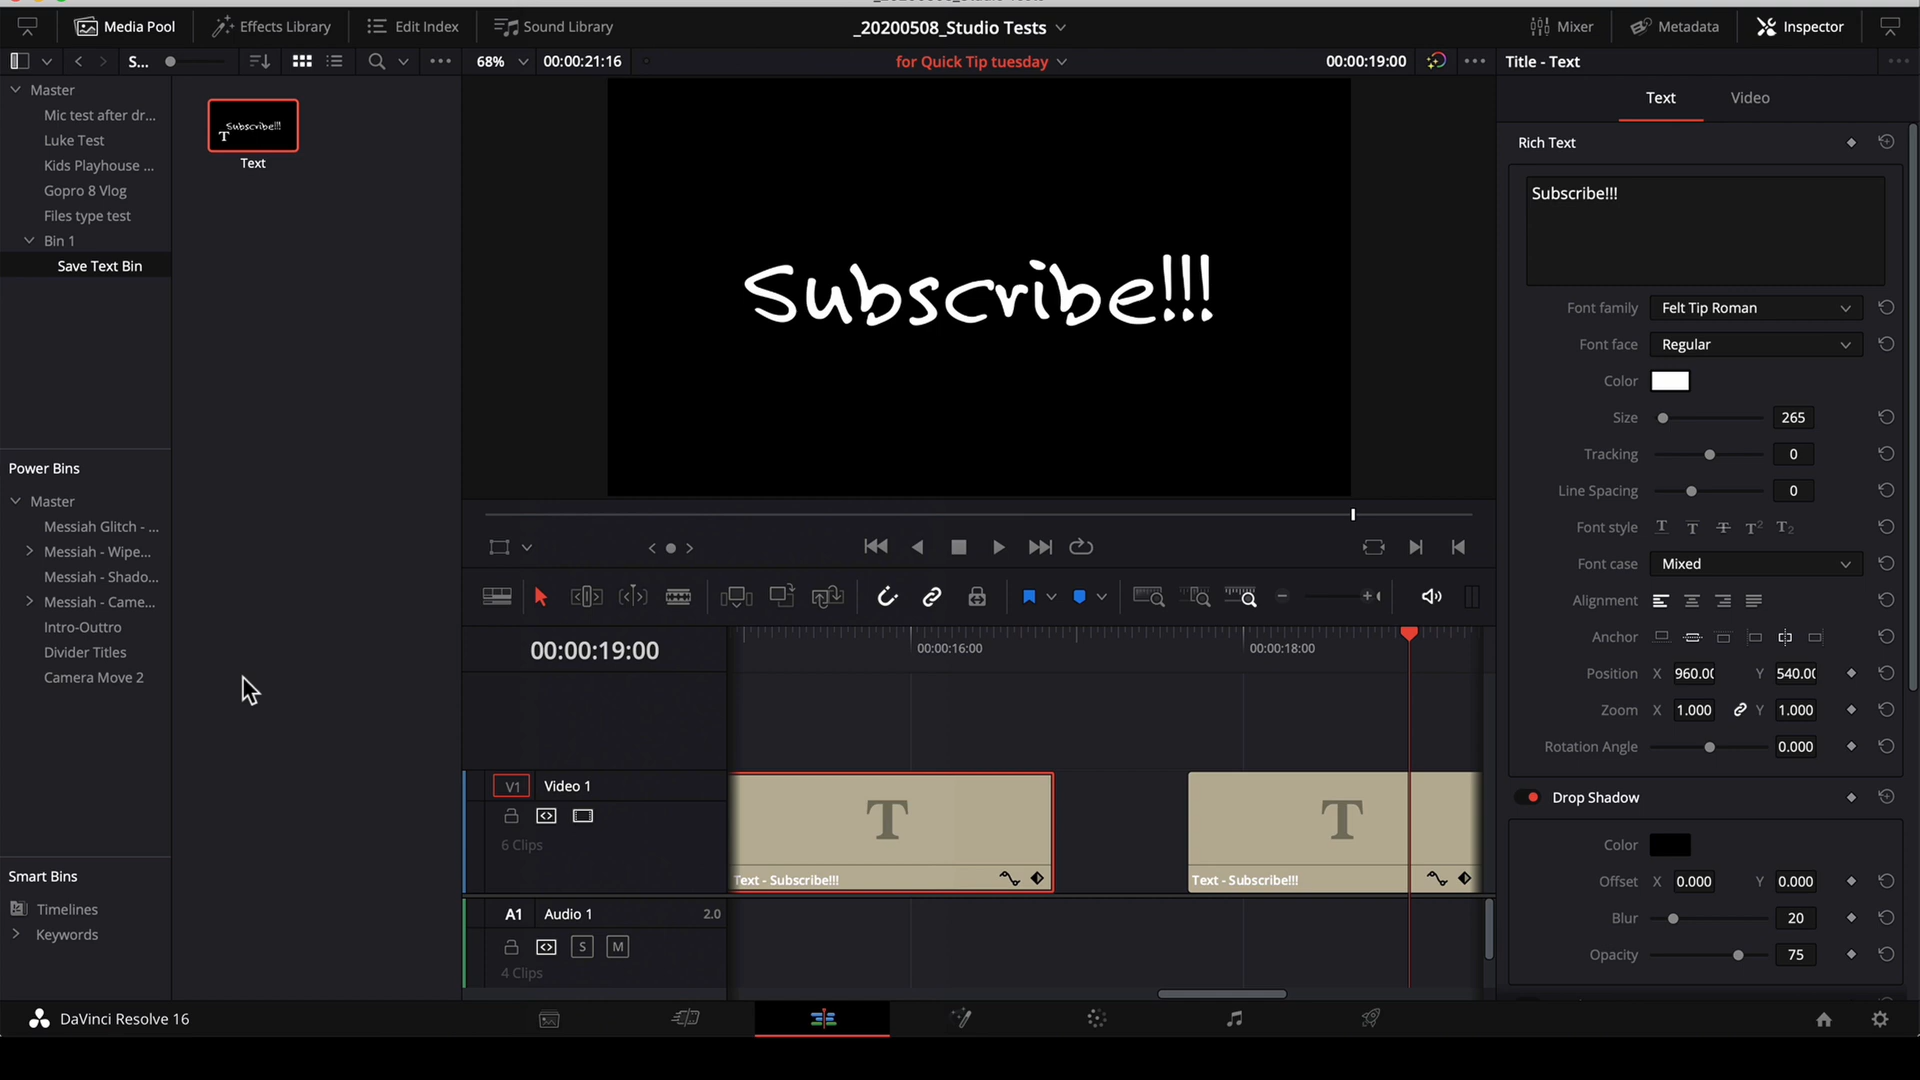 Media Pool
Effects Library
Edit Index
Sound Library
_20200508_Studio Tests
Mixer
Metadata
Inspector
S...
68%
00:00:21:16
for Quick Tip tuesday
00:00:19:00
Title - Text
Master
Mic test after dr...
Luke Test
Kids Playhouse ...
Gopro 8 Vlog
Files type test
Bin 1
Save Text Bin
Subscribe!!!
T
Text
Subscribe!!!
Text
Video
Rich Text
Subscribe!!!
Font family
Felt Tip Roman
Font face
Regular
Color
Size
265
Tracking
0
Line Spacing
0
Font style
T T T T2 T2
Font case
Mixed
Alignment
Anchor
Position
X 960.00
Y 540.00
Zoom
X 1.000
Y 1.000
Rotation Angle
0.000
Drop Shadow
Color
Offset
X 0.000
Y 0.000
Blur
20
Opacity
75
Power Bins
Master
Messiah Glitch - ...
Messiah - Wipe...
Messiah - Shado...
Messiah - Came...
Intro-Outtro
Divider Titles
Camera Move 2
Smart Bins
Timelines
Keywords
00:00:19:00
00:00:16:00
00:00:18:00
V1
Video 1
6 Clips
T
Text - Subscribe!!!
T
Text - Subscribe!!!
A1
Audio 1
2.0
S
M
4 Clips
DaVinci Resolve 16